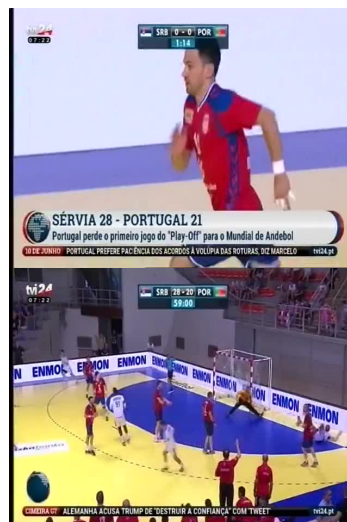 tvi24
07:22
SRB 0 - 0 POR
1:14
SÉRVIA 28 - PORTUGAL 21
Portugal perde o primeiro jogo do "Play-Off" para o Mundial de Andebol
10 DE JUNHO PORTUGAL PREFERE PACIÊNCIA DOS ACORDOS À VOLÚPIA DAS ROTURAS, DIZ MARCELO tvi24.pt
tvi24
07:22
SRB 28-20 POR
59:00
ENMON ENMON ENMON ENMON ENMON ENMON
CIMEIRA G7 ALEMANHA ACUSA TRUMP DE "DESTRUIR A CONFIANÇA" COM "TWEET" tvi24.pt